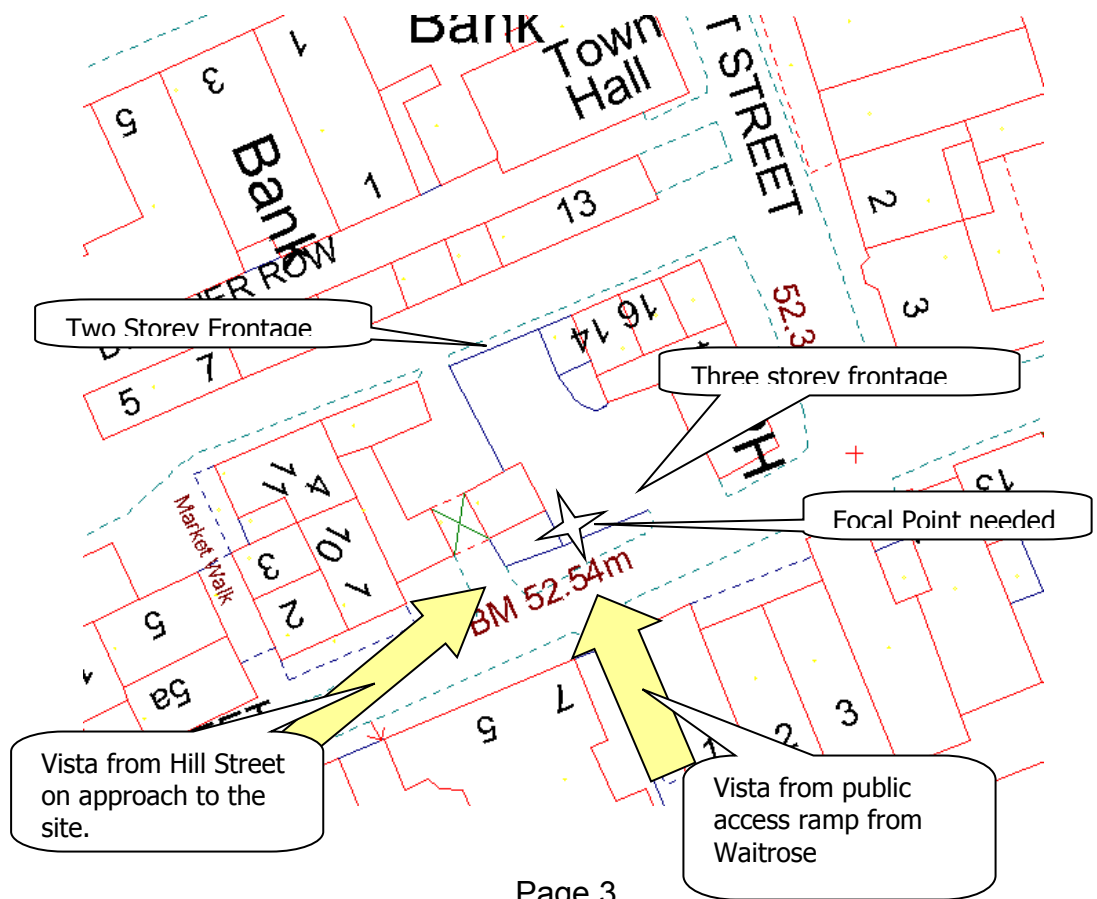 Bank
Town
Hall
T STREET
5
3
1
Bank
1
13
2
3
52.3
Two Storey Frontage
5
7
14
16
Three storey frontage
Focal Point needed
13
Market Walk
11
4
10
3
7
2
5
5a
BM 52.54m
5
7
1
2
3
Vista from Hill Street
on approach to the
site.
Vista from public
access ramp from
Waitrose
Page 3